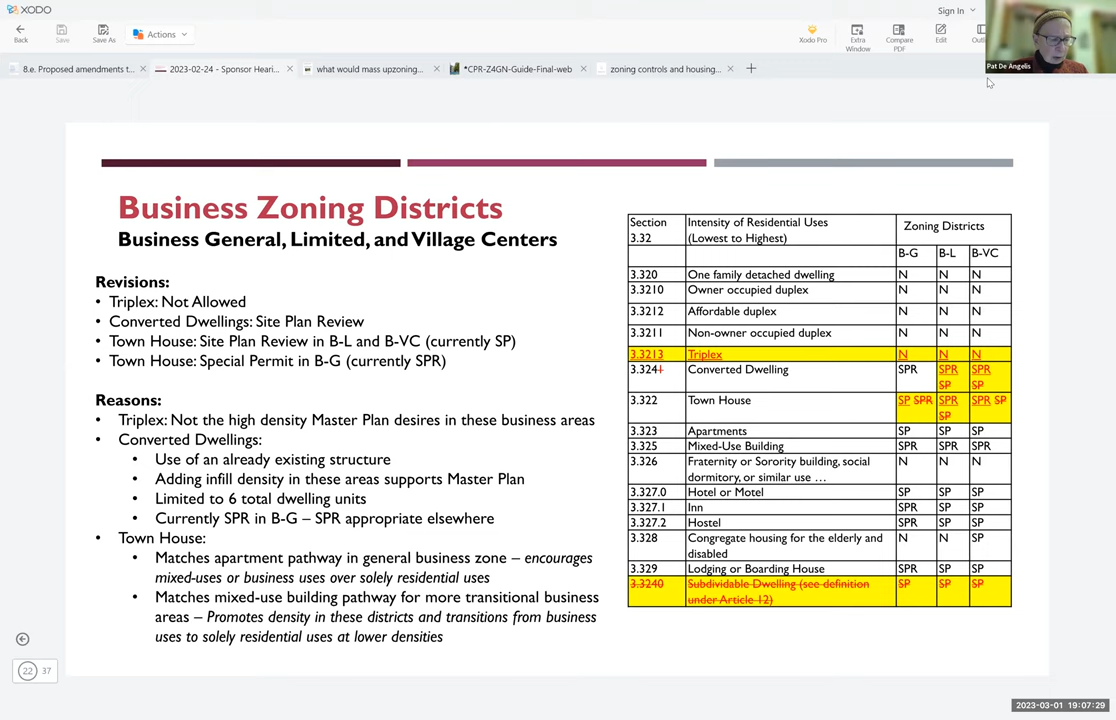 XODO
Sign In
Back
Save
Save As
Actions
Xodo Pro
Extra Window
Compare PDF
Edit
Pat De Angelis
8.e. Proposed amendments t...
2023-02-24 - Sponsor Heari...
what would mass upzoning...
*CPR-Z4GN-Guide-Final-web
zoning controls and housing...
Business Zoning Districts
Business General, Limited, and Village Centers
Revisions:
• Triplex: Not Allowed
• Converted Dwellings: Site Plan Review
• Town House: Site Plan Review in B-L and B-VC (currently SP)
• Town House: Special Permit in B-G (currently SPR)
Reasons:
• Triplex: Not the high density Master Plan desires in these business areas
• Converted Dwellings:
• Use of an already existing structure
• Adding infill density in these areas supports Master Plan
• Limited to 6 total dwelling units
• Currently SPR in B-G – SPR appropriate elsewhere
• Town House:
• Matches apartment pathway in general business zone – encourages
mixed-uses or business uses over solely residential uses
• Matches mixed-use building pathway for more transitional business
areas – Promotes density in these districts and transitions from business
uses to solely residential uses at lower densities
Section 3.32 Intensity of Residential Uses (Lowest to Highest) Zoning Districts
B-G B-L B-VC
3.320 One family detached dwelling N N N
3.3210 Owner occupied duplex N N N
3.3212 Affordable duplex N N N
3.3211 Non-owner occupied duplex N N N
3.3213 Triplex N N N
3.3241 Converted Dwelling SPR SPR SP SPR SP
3.322 Town House SP SPR SPR SP SPR SP
3.323 Apartments SP SP SP
3.325 Mixed-Use Building SPR SPR SPR
3.326 Fraternity or Sorority building, social dormitory, or similar use ... N N N
3.327.0 Hotel or Motel SP SP SP
3.327.1 Inn SPR SP SP
3.327.2 Hostel SPR SP SP
3.328 Congregate housing for the elderly and disabled N N SP
3.329 Lodging or Boarding House SPR SP SP
3.3240 Subdividable Dwelling (see definition under Article 12) SP SP SP
22 37
2023-03-01 19:07:29